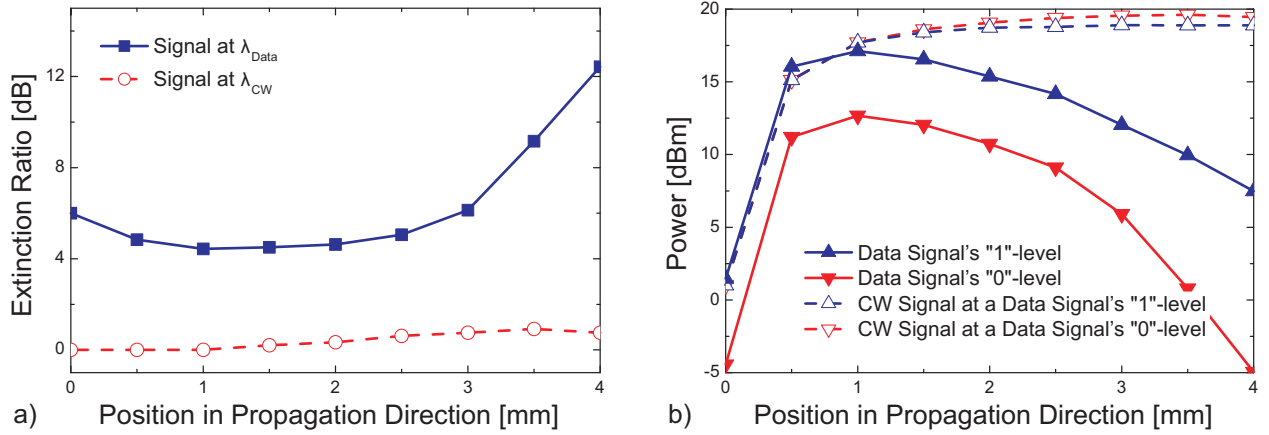 Signal at λData
Signal at λCW
Extinction Ratio [dB]
12
8
4
0
0
1
2
3
4
a)
Position in Propagation Direction [mm]
Power [dBm]
20
15
10
5
0
-5
Data Signal's "1"-level
Data Signal's "0"-level
CW Signal at a Data Signal's "1"-level
CW Signal at a Data Signal's "0"-level
0
1
2
3
4
b)
Position in Propagation Direction [mm]